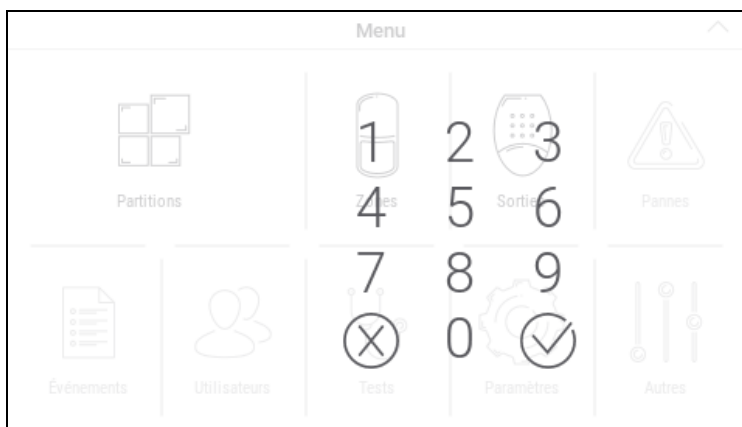 Menu
1 2 3
Partitions Zones Sorties Pannes
4 5 6
7 8 9
0
Événements Utilisateurs Tests Paramètres Autres